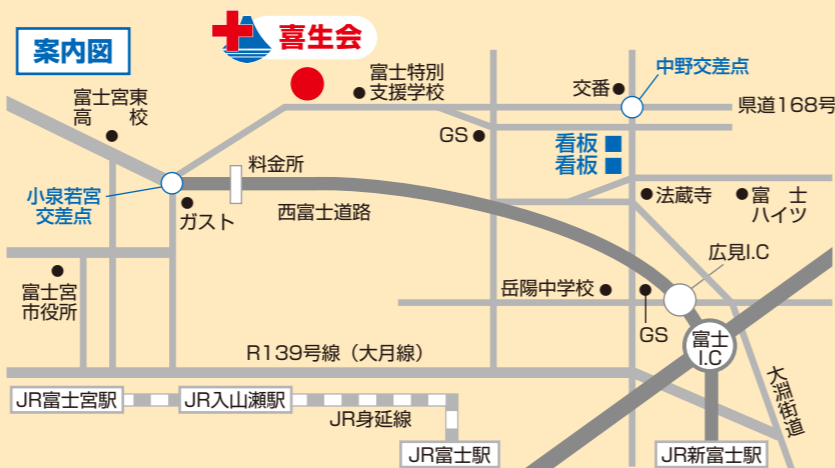 案内図
喜生会
富士宮東
高　校
富士特別
支援学校
交番
中野交差点
県道168号
GS
看板
看板
料金所
小泉若宮
交差点
ガスト
西富士道路
法蔵寺
富　士
ハイツ
広見I.C
富士宮
市役所
岳陽中学校
GS
富士
I.C
R139号線（大月線）
大淵街道
JR富士宮駅
JR入山瀬駅
JR身延線
JR富士駅
JR新富士駅